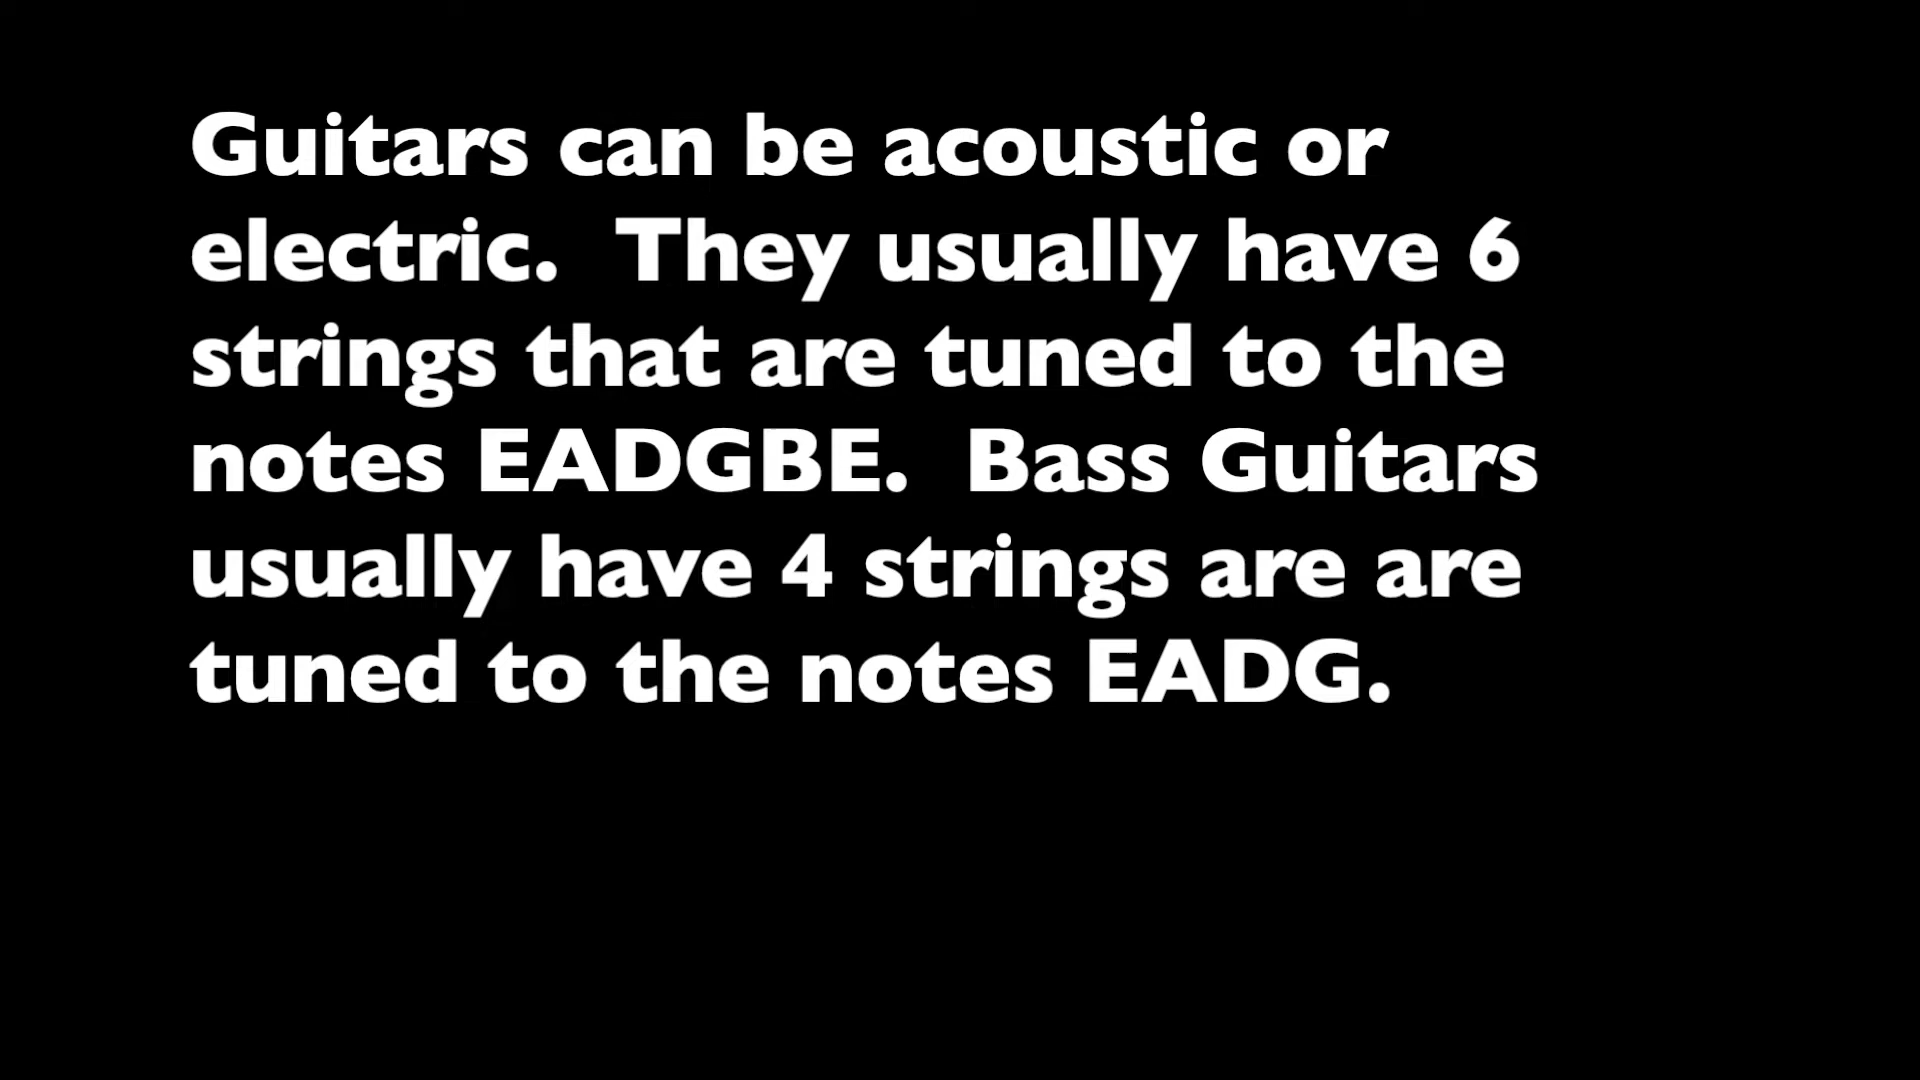 Guitars can be acoustic or
electric.  They usually have 6
strings that are tuned to the
notes EADGBE.  Bass Guitars
usually have 4 strings are are
tuned to the notes EADG.